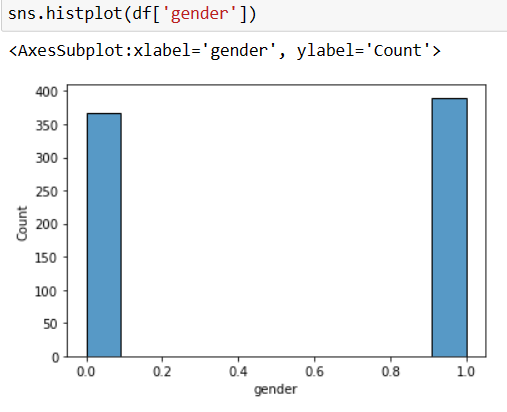 sns.histplot(df['gender'])
<AxesSubplot:xlabel='gender', ylabel='Count'>
400
350
300
250
200
150
100
50
0
Count
0.0 0.2 0.4 0.6 0.8 1.0
gender